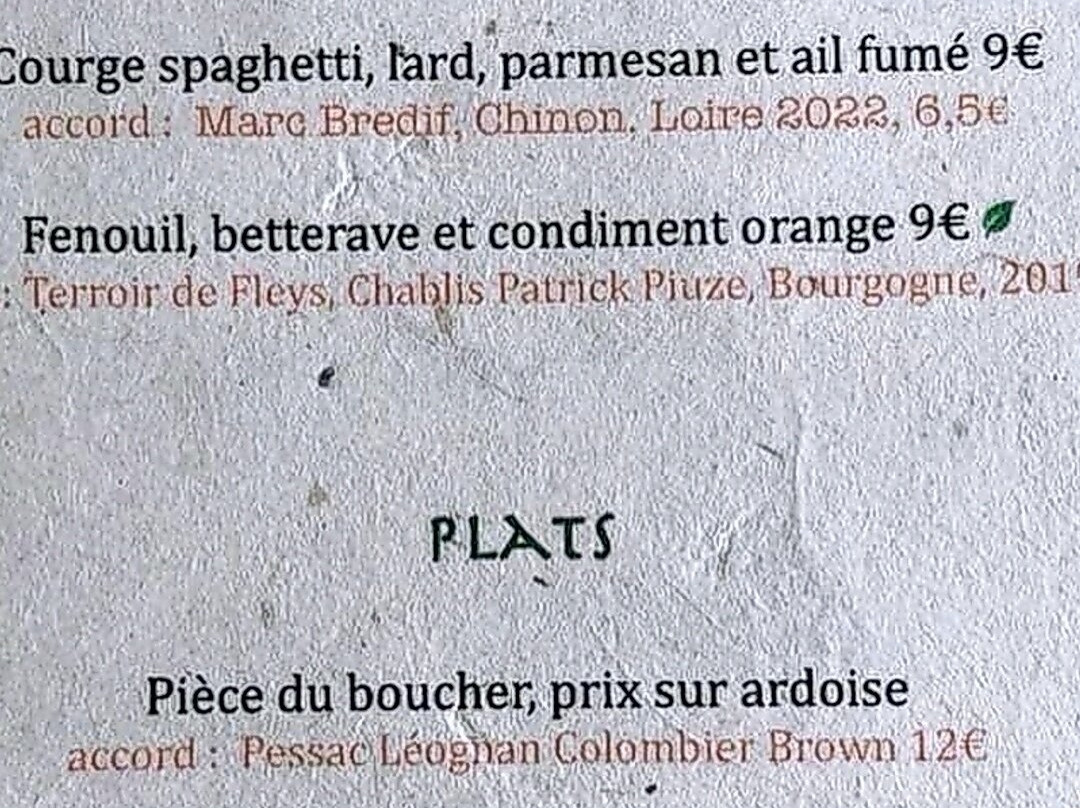 Courge spaghetti, lard, parmesan et ail fumé 9€
accord : Marc Bredif, Chinon, Loire 2022, 6,5€
Fenouil, betterave et condiment orange 9€
: Terroir de Fleys, Chablis Patrick Piuze, Bourgogne,
PLATS
Pièce du boucher, prix sur ardoise
accord : Pessac Léognan Colombier Brown 12€